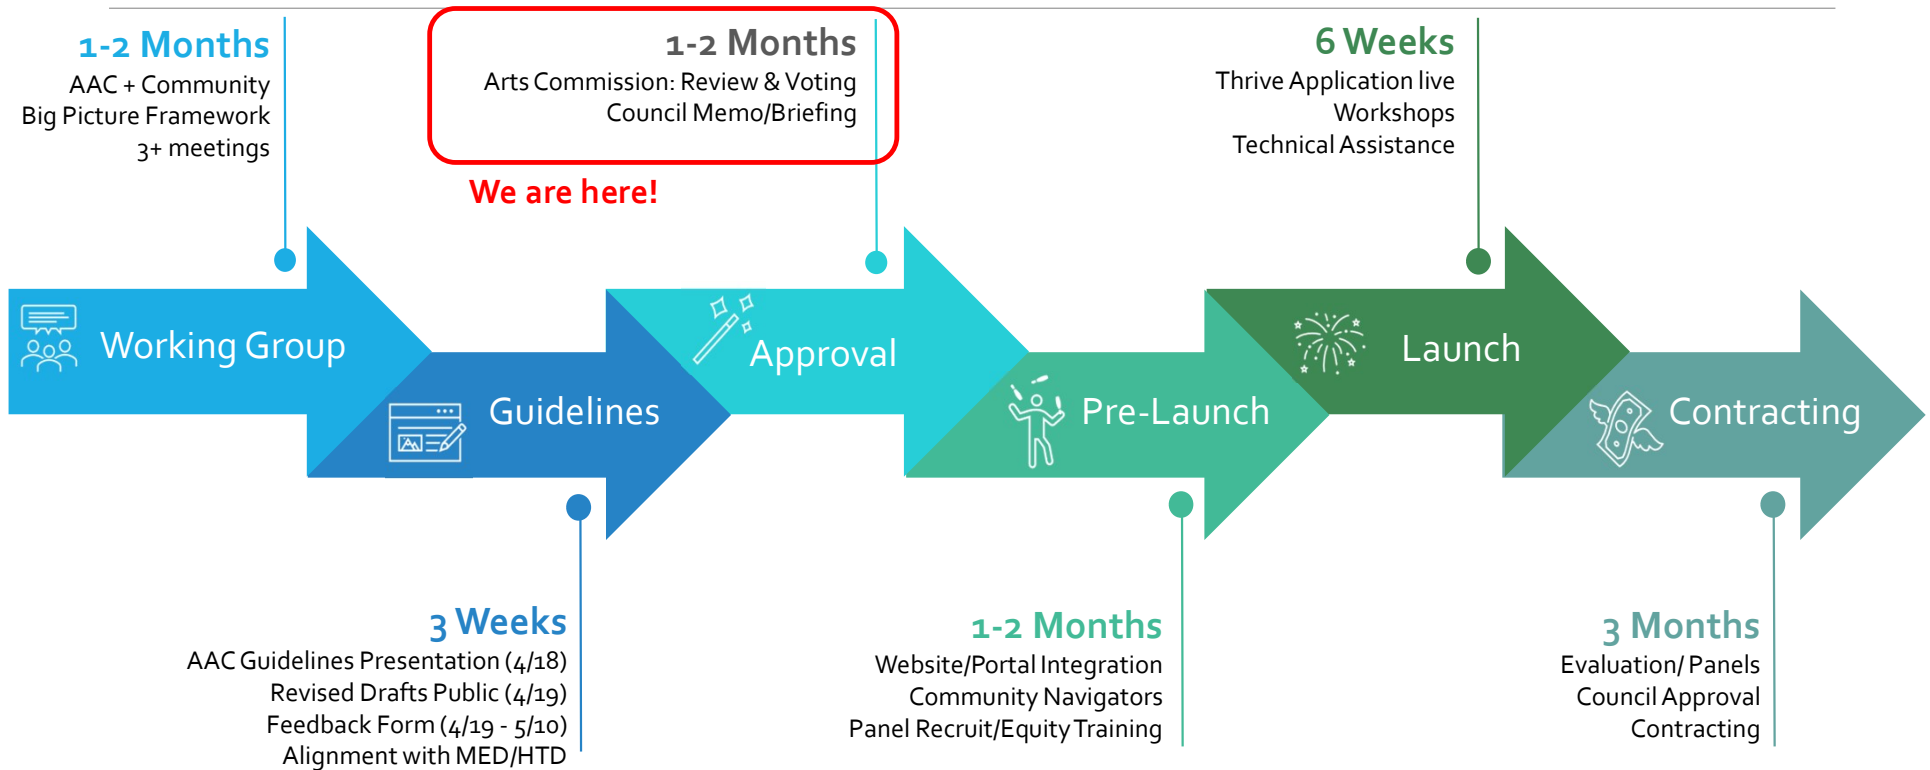 1-2 Months
AAC + Community
Big Picture Framework
3+ meetings
1-2 Months
Arts Commission: Review & Voting
Council Memo/Briefing
We are here!
6 Weeks
Thrive Application live
Workshops
Technical Assistance
Working Group
Guidelines
Approval
Pre-Launch
Launch
Contracting
3 Weeks
AAC Guidelines Presentation (4/18)
Revised Drafts Public (4/19)
Feedback Form (4/19 - 5/10)
Alignment with MED/HTD
1-2 Months
Website/Portal Integration
Community Navigators
Panel Recruit/Equity Training
3 Months
Evaluation/ Panels
Council Approval
Contracting